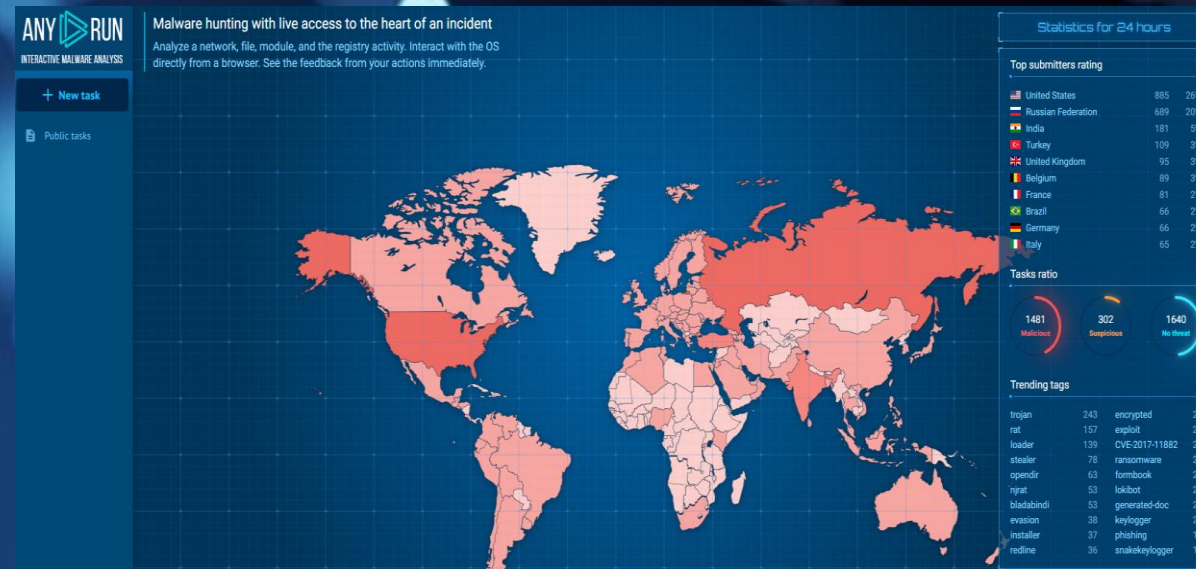 ANY RUN
INTERACTIVE MALWARE ANALYSIS
+ New task
Public tasks
Malware hunting with live access to the heart of an incident
Analyze a network, file, module, and the registry activity. Interact with the OS
directly from a browser. See the feedback from your actions immediately.
Statistics for 24 hours
Top submitters rating
United States 885
Russian Federation 689
India 181
Turkey 109
United Kingdom 95
Belgium 89
France 81
Brazil 66
Germany 66
Italy 65
Tasks ratio
1481 302 1640
Malicious Suspicious No threat
Trending tags
trojan 243 encrypted
rat 157 exploit
loader 139 CVE-2017-11882
stealer 78 ransomware
opendir 63 formbook
njrat 53 lokibot
bladabindi 53 generated-doc
evasion 38 keylogger
installer 37 phishing
redline 36 snakekeylogger